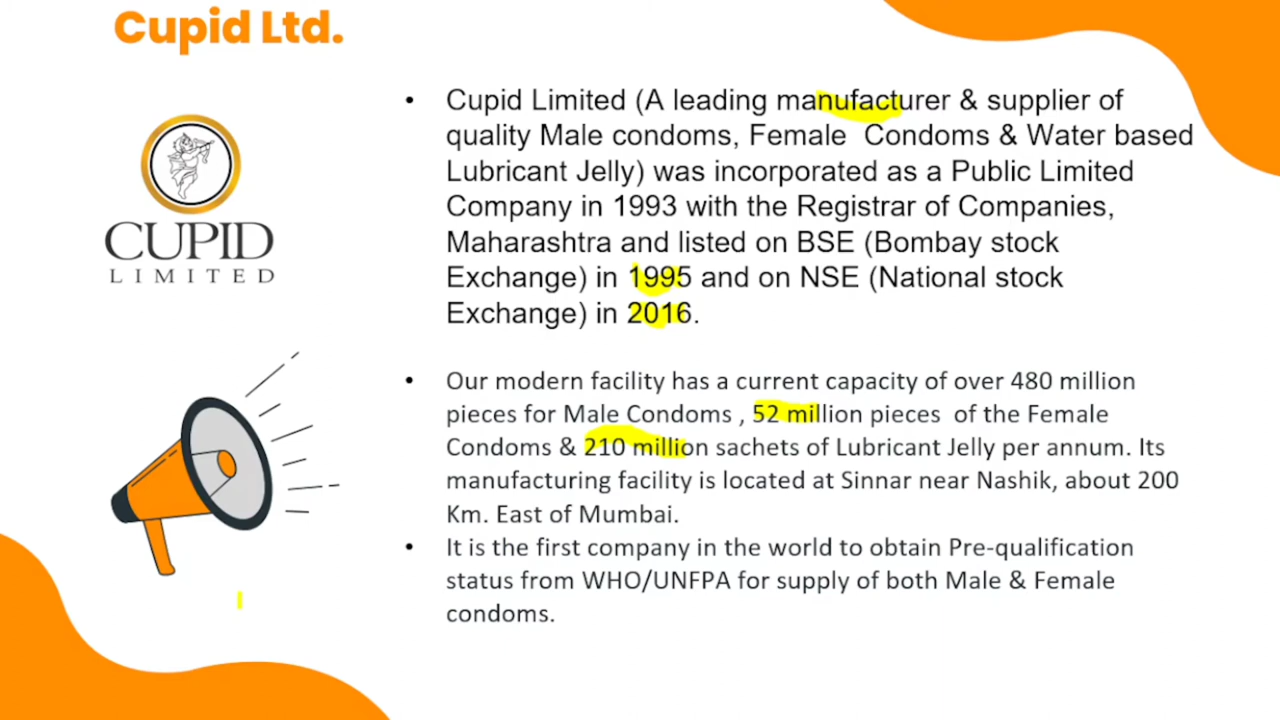 Cupid Ltd.
• Cupid Limited (A leading manufacturer & supplier of
quality Male condoms, Female Condoms & Water based
Lubricant Jelly) was incorporated as a Public Limited
Company in 1993 with the Registrar of Companies,
Maharashtra and listed on BSE (Bombay stock
Exchange) in 1995 and on NSE (National stock
Exchange) in 2016.
CUPID
LIMITED
• Our modern facility has a current capacity of over 480 million
pieces for Male Condoms , 52 million pieces of the Female
Condoms & 210 million sachets of Lubricant Jelly per annum. Its
manufacturing facility is located at Sinnar near Nashik, about 200
Km. East of Mumbai.
• It is the first company in the world to obtain Pre-qualification
status from WHO/UNFPA for supply of both Male & Female
condoms.